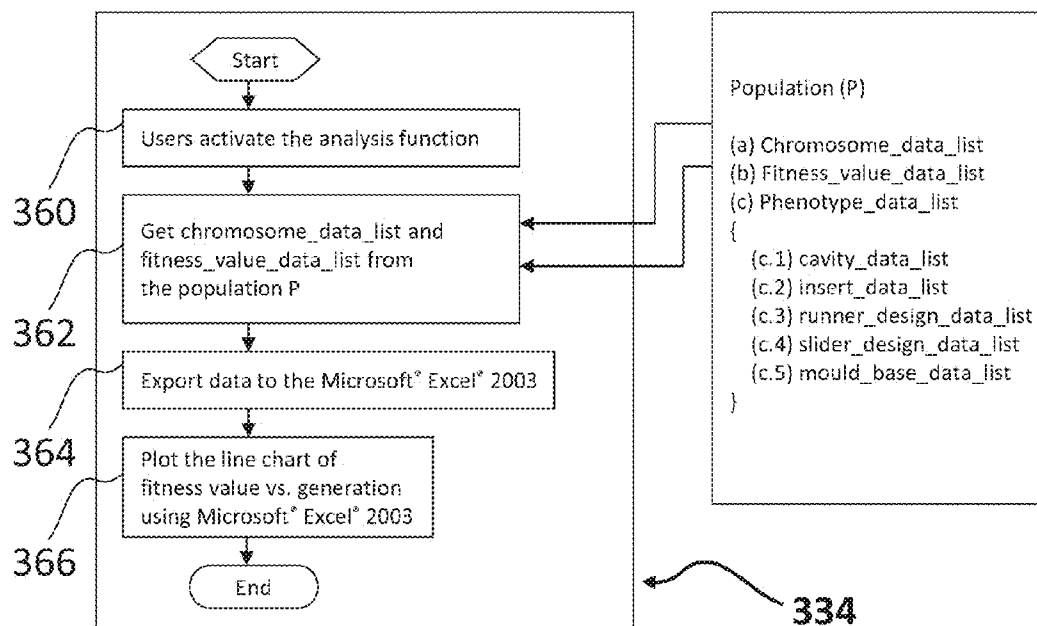 Start
Users activate the analysis function
360
Get chromosome_data_list and
fitness_value_data_list from
the population P
362
Export data to the Microsoft® Excel® 2003
364
Plot the line chart of
fitness value vs. generation
using Microsoft® Excel® 2003
366
End
334
Population (P)
(a) Chromosome_data_list
(b) Fitness_value_data_list
(c) Phenotype_data_list
{
(c.1) cavity_data_list
(c.2) insert_data_list
(c.3) runner_design_data_list
(c.4) slider_design_data_list
(c.5) mould_base_data_list
}